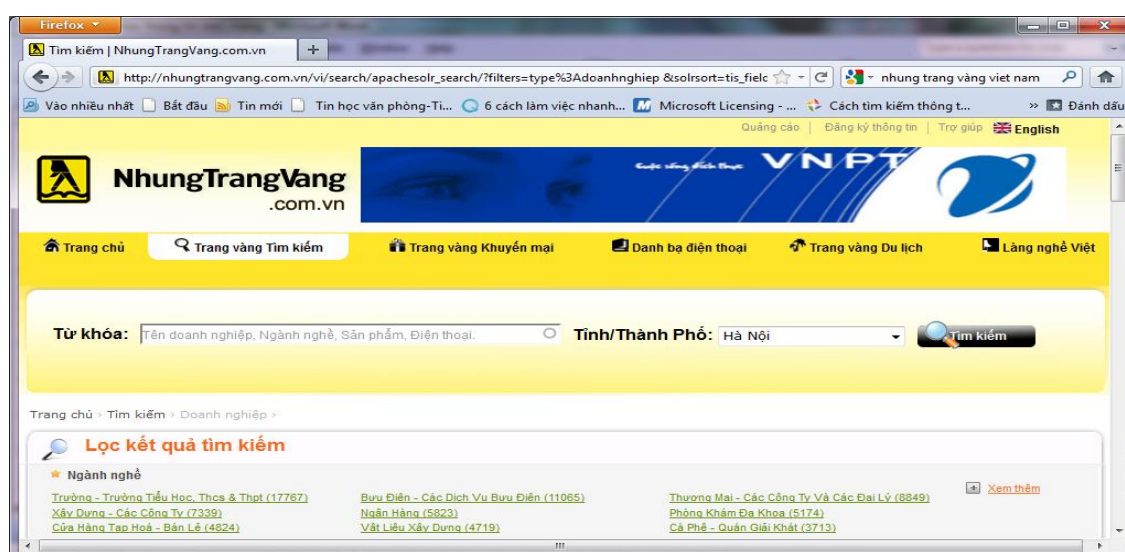 Firefox
Tìm kiếm | NhungTrangVang.com.vn +
http://nhungtrangvang.com.vn/vi/search/apachesolr_search/?filters=type%3Adoanhnghiep &solrsort=tis_fielc nhung trang vàng viet nam
Vào nhiều nhất Bắt đầu Tin mới Tin học văn phòng-Ti... 6 cách làm việc nhanh... Microsoft Licensing - ... Cách tìm kiếm thông t... » Đánh dấu
Quảng cáo | Đăng ký thông tin | Trợ giúp English
NhungTrangVang
.com.vn
Cuộc sống đích thực VNPT
Trang chủ Trang vàng Tìm kiếm Trang vàng Khuyến mại Danh bạ điện thoại Trang vàng Du lịch Làng nghề Việt
Từ khóa: Tên doanh nghiệp, Ngành nghề, Sản phẩm, Điện thoại. Tỉnh/Thành Phố: Hà Nội Tìm kiếm
Trang chủ › Tìm kiếm › Doanh nghiệp ›
Lọc kết quả tìm kiếm
Ngành nghề
Trường - Trường Tiểu Học, Thcs & Thpt (17767) Bưu Điện - Các Dịch Vụ Bưu Điện (11065) Thương Mại - Các Công Ty Và Các Đại Lý (8849) Xem thêm
Xây Dựng - Các Công Ty (7339) Ngân Hàng (5823) Phòng Khám Đa Khoa (5174)
Cửa Hàng Tạp Hoá - Bán Lẻ (4824) Vật Liệu Xây Dựng (4719) Cà Phê - Quán Giải Khát (3713)